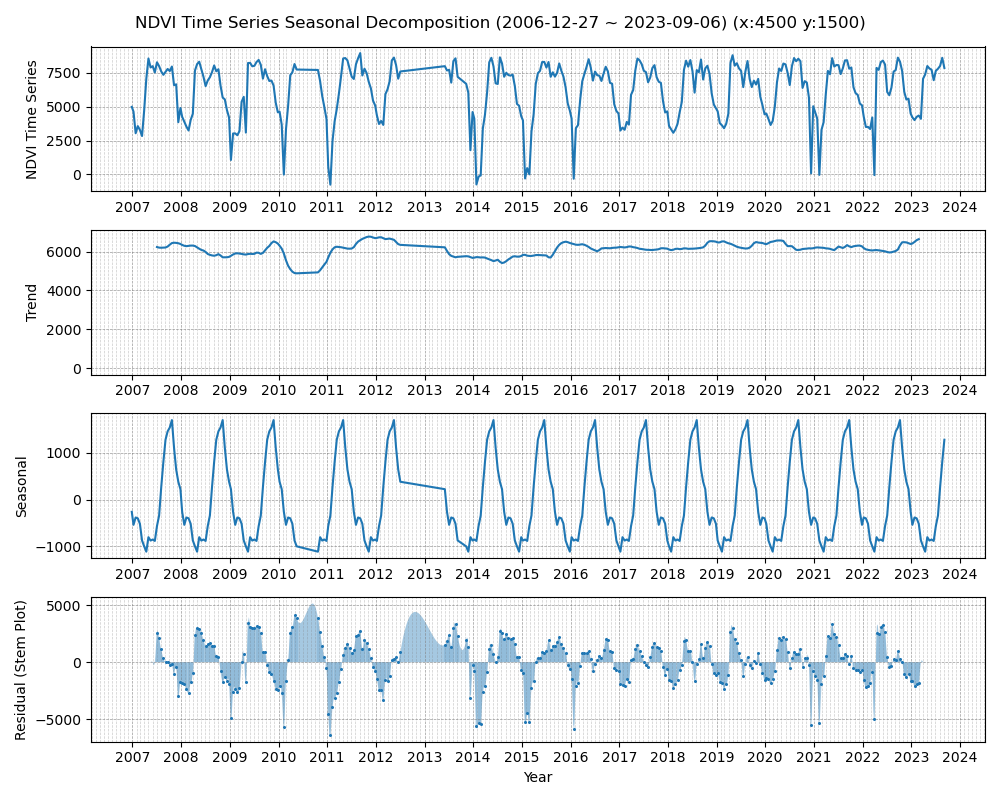 NDVI Time Series Seasonal Decomposition (2006-12-27 ~ 2023-09-06) (x:4500 y:1500)
NDVI Time Series
7500
5000
2500
0
2007 2008 2009 2010 2011 2012 2013 2014 2015 2016 2017 2018 2019 2020 2021 2022 2023 2024
Trend
6000
4000
2000
0
2007 2008 2009 2010 2011 2012 2013 2014 2015 2016 2017 2018 2019 2020 2021 2022 2023 2024
Seasonal
1000
0
−1000
2007 2008 2009 2010 2011 2012 2013 2014 2015 2016 2017 2018 2019 2020 2021 2022 2023 2024
Residual (Stem Plot)
5000
0
−5000
2007 2008 2009 2010 2011 2012 2013 2014 2015 2016 2017 2018 2019 2020 2021 2022 2023 2024
Year